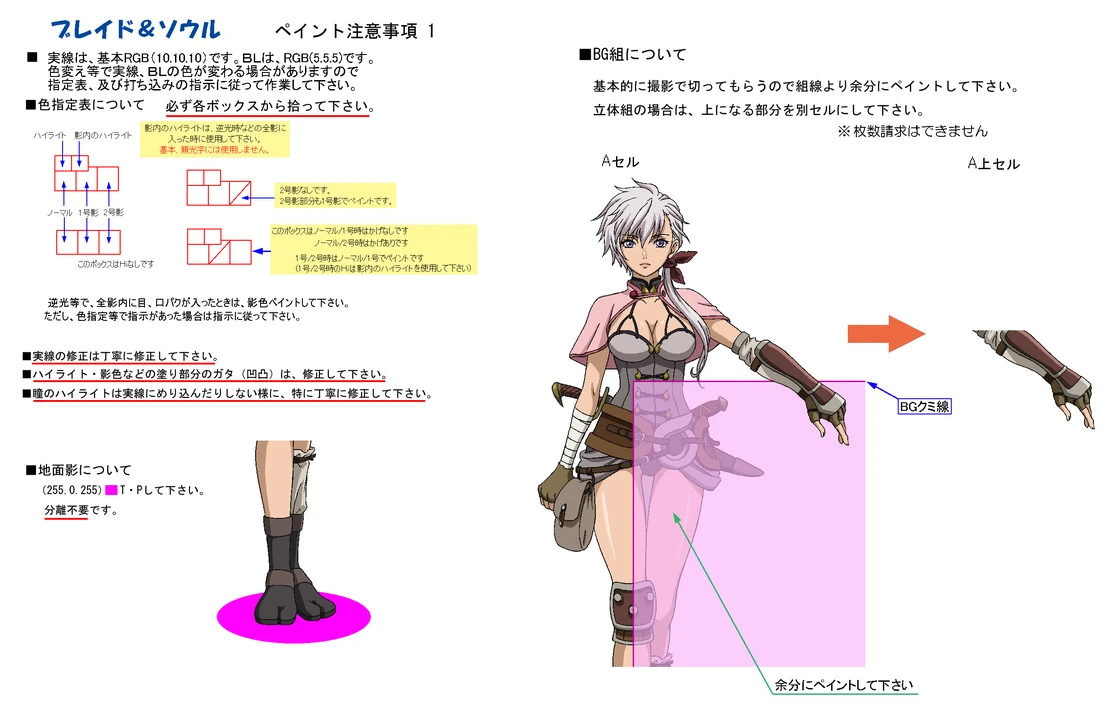 ブレイド&ソウル
ペイント注意事項 1
■ 実線は、基本RGB(10.10.10)です。BLは、RGB(5.5.5)です。
色変え等で実線、BLの色が変わる場合がありますので
指定表、及び打ち込みの指示に従って作業して下さい。
■色指定表について 必ず各ボックスから拾って下さい。
ハイライト 影内のハイライト
影内のハイライトは、逆光時などの全影に
入った時に使用して下さい。
基本、順光字には使用しません。
2号影なしです。
2号影部分も1号影でペイントです。
ノーマル 1号影 2号影
このボックスはHiなしです
このボックスはノーマル/1号時はかげなしです
ノーマル/2号時はかげありです
1号/2号時はノーマル/1号でペイントです
(1号/2号時のHiは影内のハイライトを使用して下さい)
逆光等で、全影内に目、口パクが入ったときは、影色ペイントして下さい。
ただし、色指定等で指示があった場合は指示に従って下さい。
■実線の修正は丁寧に修正して下さい。
■ハイライト・影色などの塗り部分のガタ(凹凸)は、修正して下さい。
■瞳のハイライトは実線にめり込んだりしない様に、特に丁寧に修正して下さい。
■地面影について
(255.0.255)■T・Pして下さい。
分離不要です。
■BG組について
基本的に撮影で切ってもらうので組線より余分にペイントして下さい。
立体組の場合は、上になる部分を別セルにして下さい。
※枚数請求はできません
Aセル
A上セル
BGクミ線
余分にペイントして下さい